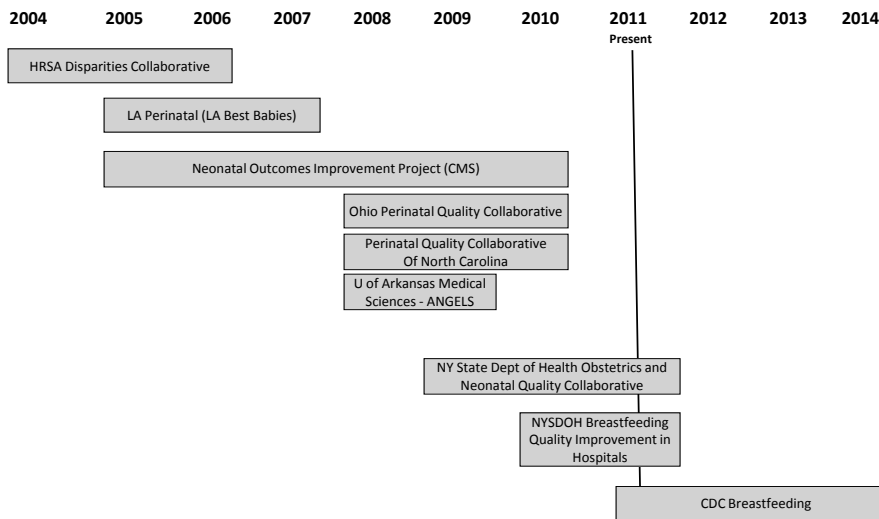 2004 2005 2006 2007 2008 2009 2010 2011 2012 2013 2014
Present
HRSA Disparities Collaborative
LA Perinatal (LA Best Babies)
Neonatal Outcomes Improvement Project (CMS)
Ohio Perinatal Quality Collaborative
Perinatal Quality Collaborative
Of North Carolina
U of Arkansas Medical
Sciences - ANGELS
NY State Dept of Health Obstetrics and
Neonatal Quality Collaborative
NYSDOH Breastfeeding
Quality Improvement in
Hospitals
CDC Breastfeeding